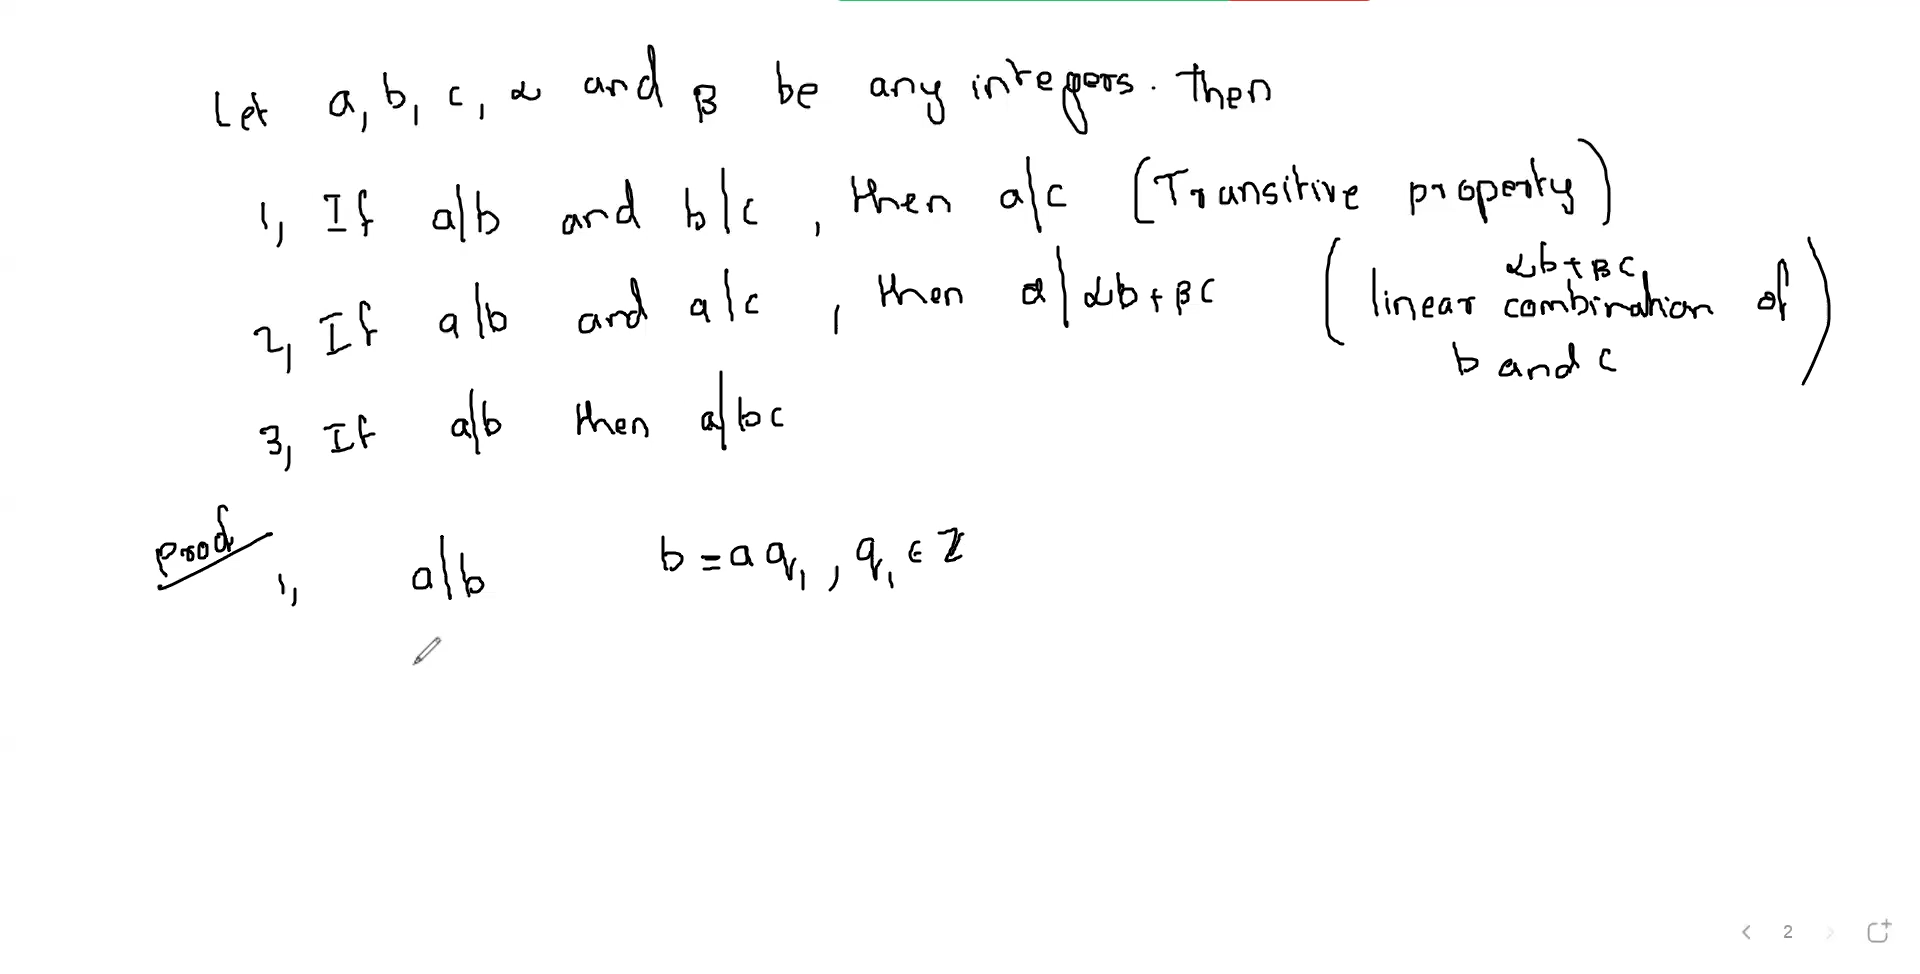 Let a, b, c, α and β be any integers. Then
1, If a|b and b|c , then a|c (Transitive property)
2, If a|b and a|c , then a|αb+βc (αb+βc, linear combination of b and c)
3, If a|b then a|bc
Proof
1, a|b b = a q₁ , q₁ ∈ ℤ
2